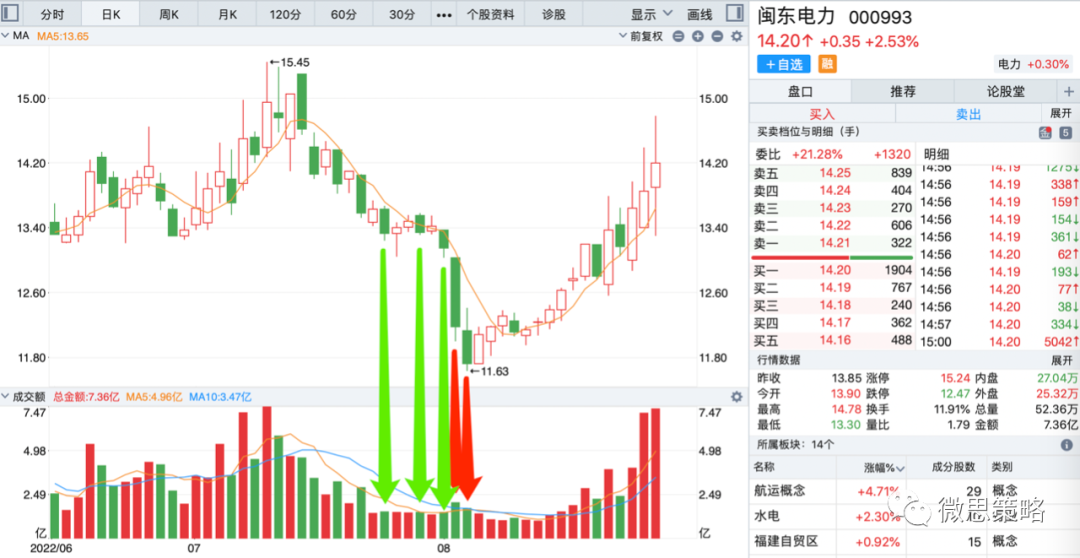 分时 日K 周K 月K 120分 60分 30分 ••• 个股资料 诊股 显示 画线
MA MA5:13.65 前复权
15.45
15.00 15.00
14.20 14.20
13.40 13.40
12.60 12.60
11.80 11.80
11.63
成交额 总金额:7.36亿 MA5:4.96亿 MA10:3.47亿
7.47 7.47
4.98 4.98
2.49 2.49
亿 亿
2022/06 07 08
闽东电力 000993
14.20↑ +0.35 +2.53%
+自选 融 电力 +0.30%
盘口 推荐 论股堂 +
买入 卖出 展开
买卖档位与明细 (手) 5
委比 +21.28% +1320
卖五 14.25 839
卖四 14.24 404
卖三 14.23 270
卖二 14.22 606
卖一 14.21 322
买一 14.20 1904
买二 14.19 767
买三 14.18 240
买四 14.17 362
买五 14.16 488
明细
14:56 14.19 1275↓
14:56 14.19 338↑
14:56 14.19 159↑
14:56 14.19 154↓
14:56 14.19 361↓
14:56 14.20 62↑
14:56 14.19 193↓
14:56 14.20 77↑
14:56 14.20 38↓
14:57 14.20 334↓
15:00 14.20 5042↑
行情数据 展开
昨收 13.85 涨停 15.24 内盘 27.04万
今开 13.90 跌停 12.47 外盘 25.32万
最高 14.78 换手 11.91% 总量 52.36万
最低 13.30 量比 1.79 金额 7.36亿
所属板块: 14个
名称 涨幅% 成分股数 类别
航运概念 +4.71% 29 概念
水电 +2.30% 概念
福建自贸区 +0.92% 15 概念
微思策略